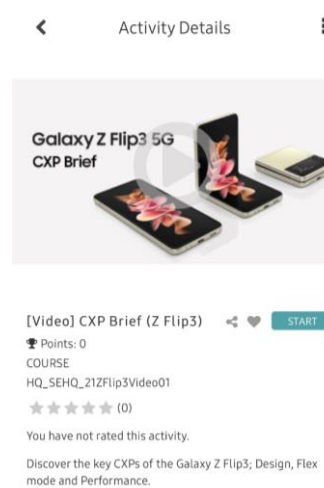 Activity Details
Galaxy Z Flip3 5G
CXP Brief
[Video] CXP Brief (Z Flip3)
START
Points: 0
COURSE
HQ_SEHQ_21ZFlip3Video01
(0)
You have not rated this activity.
Discover the key CXPs of the Galaxy Z Flip3; Design, Flex
mode and Performance.